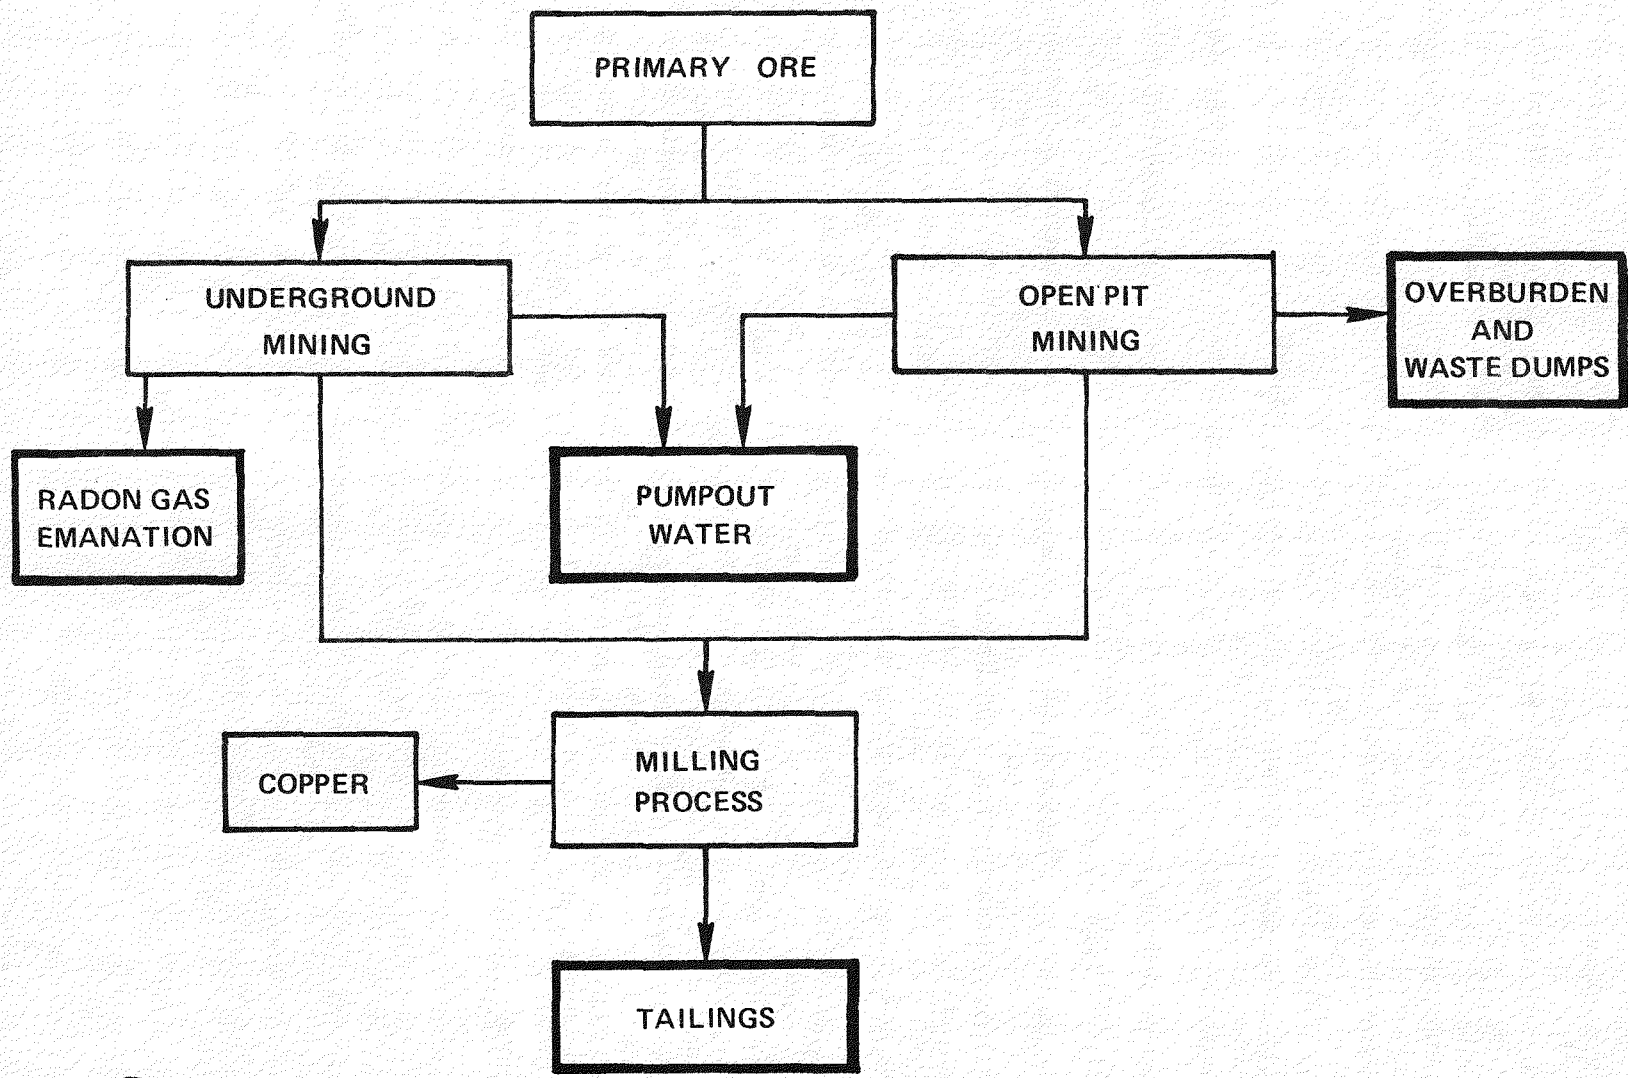 PRIMARY ORE
UNDERGROUND
MINING
OPEN PIT
MINING
OVERBURDEN
AND
WASTE DUMPS
RADON GAS
EMANATION
PUMPOUT
WATER
COPPER
MILLING
PROCESS
TAILINGS